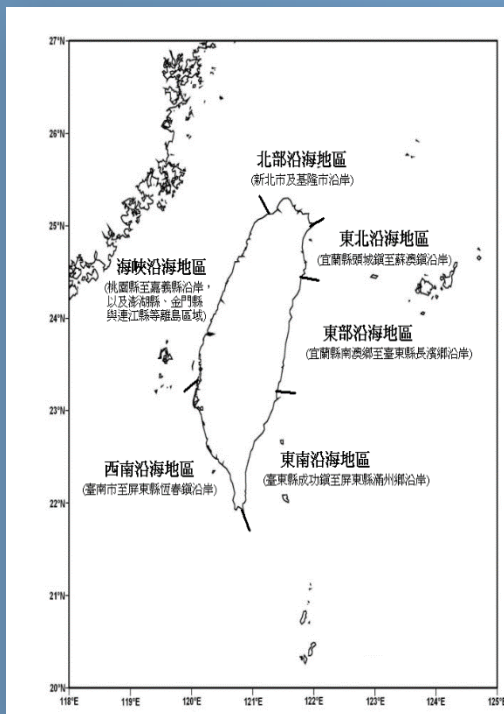 27°N
26°N
北部沿海地區
(新北市及基隆市沿岸)
25°N
東北沿海地區
(宜蘭縣頭城鎮至蘇澳鎮沿岸)
海峽沿海地區
(桃園縣至嘉義縣沿岸,
以及澎湖縣、金門縣
與連江縣等離島區域)
24°N
東部沿海地區
(宜蘭縣南澳鄉至臺東縣長濱鄉沿岸)
23°N
西南沿海地區
(臺南市至屏東縣恆春鎮沿岸)
東南沿海地區
(臺東縣成功鎮至屏東縣滿州鄉沿岸)
22°N
21°N
20°N
118°E 119°E 120°E 121°E 122°E 123°E 124°E 125°